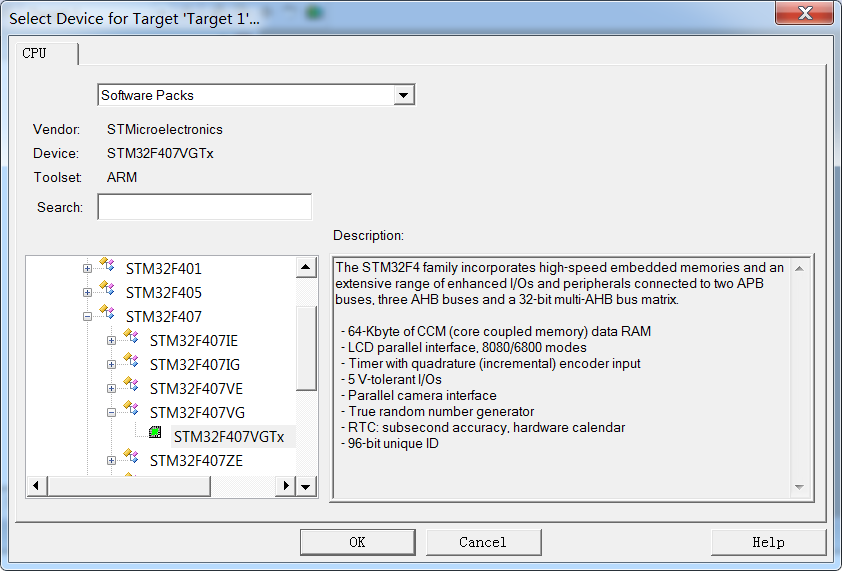 Select Device for Target 'Target 1'...
CPU
Software Packs
Vendor: STMicroelectronics
Device: STM32F407VGTx
Toolset: ARM
Search:
Description:
STM32F401
STM32F405
STM32F407
STM32F407IE
STM32F407IG
STM32F407VE
STM32F407VG
STM32F407VGTx
STM32F407ZE
The STM32F4 family incorporates high-speed embedded memories and an
extensive range of enhanced I/Os and peripherals connected to two APB
buses, three AHB buses and a 32-bit multi-AHB bus matrix.
- 64-Kbyte of CCM (core coupled memory) data RAM
- LCD parallel interface, 8080/6800 modes
- Timer with quadrature (incremental) encoder input
- 5 V-tolerant I/Os
- Parallel camera interface
- True random number generator
- RTC: subsecond accuracy, hardware calendar
- 96-bit unique ID
OK
Cancel
Help